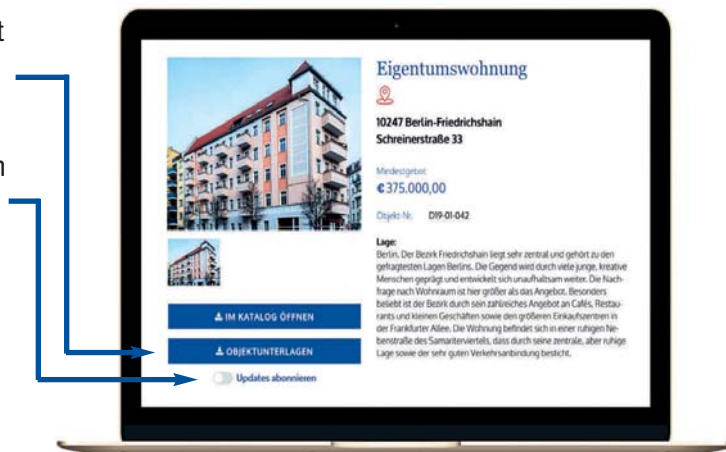 t
n
Eigentumswohnung
10247 Berlin-Friedrichshain
Schreinerstraße 33
Mindestgebot
€ 375.000,00
Objekt-Nr. D19-01-042
Lage:
Berlin. Der Bezirk Friedrichshain liegt sehr zentral und gehört zu den
gefragtesten Lagen Berlins. Die Gegend wird durch viele junge, kreative
Menschen geprägt und entwickelt sich unaufhaltsam weiter. Die Nach-
frage nach Wohnraum ist hier größer als das Angebot. Besonders
beliebt ist der Bezirk durch sein zahlreiches Angebot an Cafés, Restau-
rants und kleinen Geschäften sowie den größeren Einkaufszentren in
der Frankfurter Allee. Die Wohnung befindet sich in einer ruhigen Ne-
benstraße des Samariterviertels, dass durch seine zentrale, aber ruhige
Lage sowie der sehr guten Verkehrsanbindung besticht.
IM KATALOG ÖFFNEN
OBJEKTUNTERLAGEN
Updates abonnieren